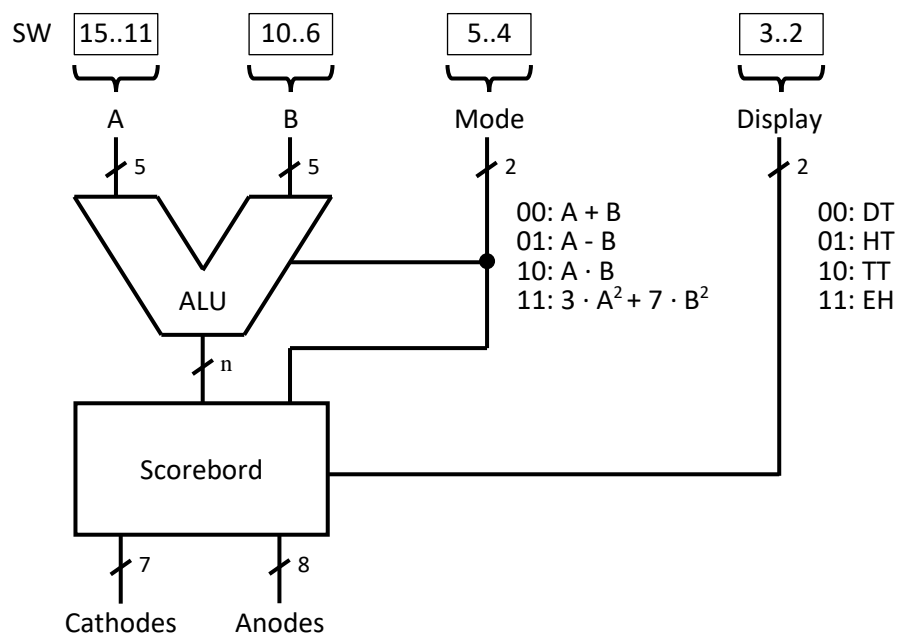 SW 15..11 10..6 5..4 3..2
A B Mode Display
5 5 2 2
00: A + B
01: A - B
10: A · B
11: 3 · A² + 7 · B²
00: DT
01: HT
10: TT
11: EH
ALU
n
Scorebord
7 8
Cathodes Anodes